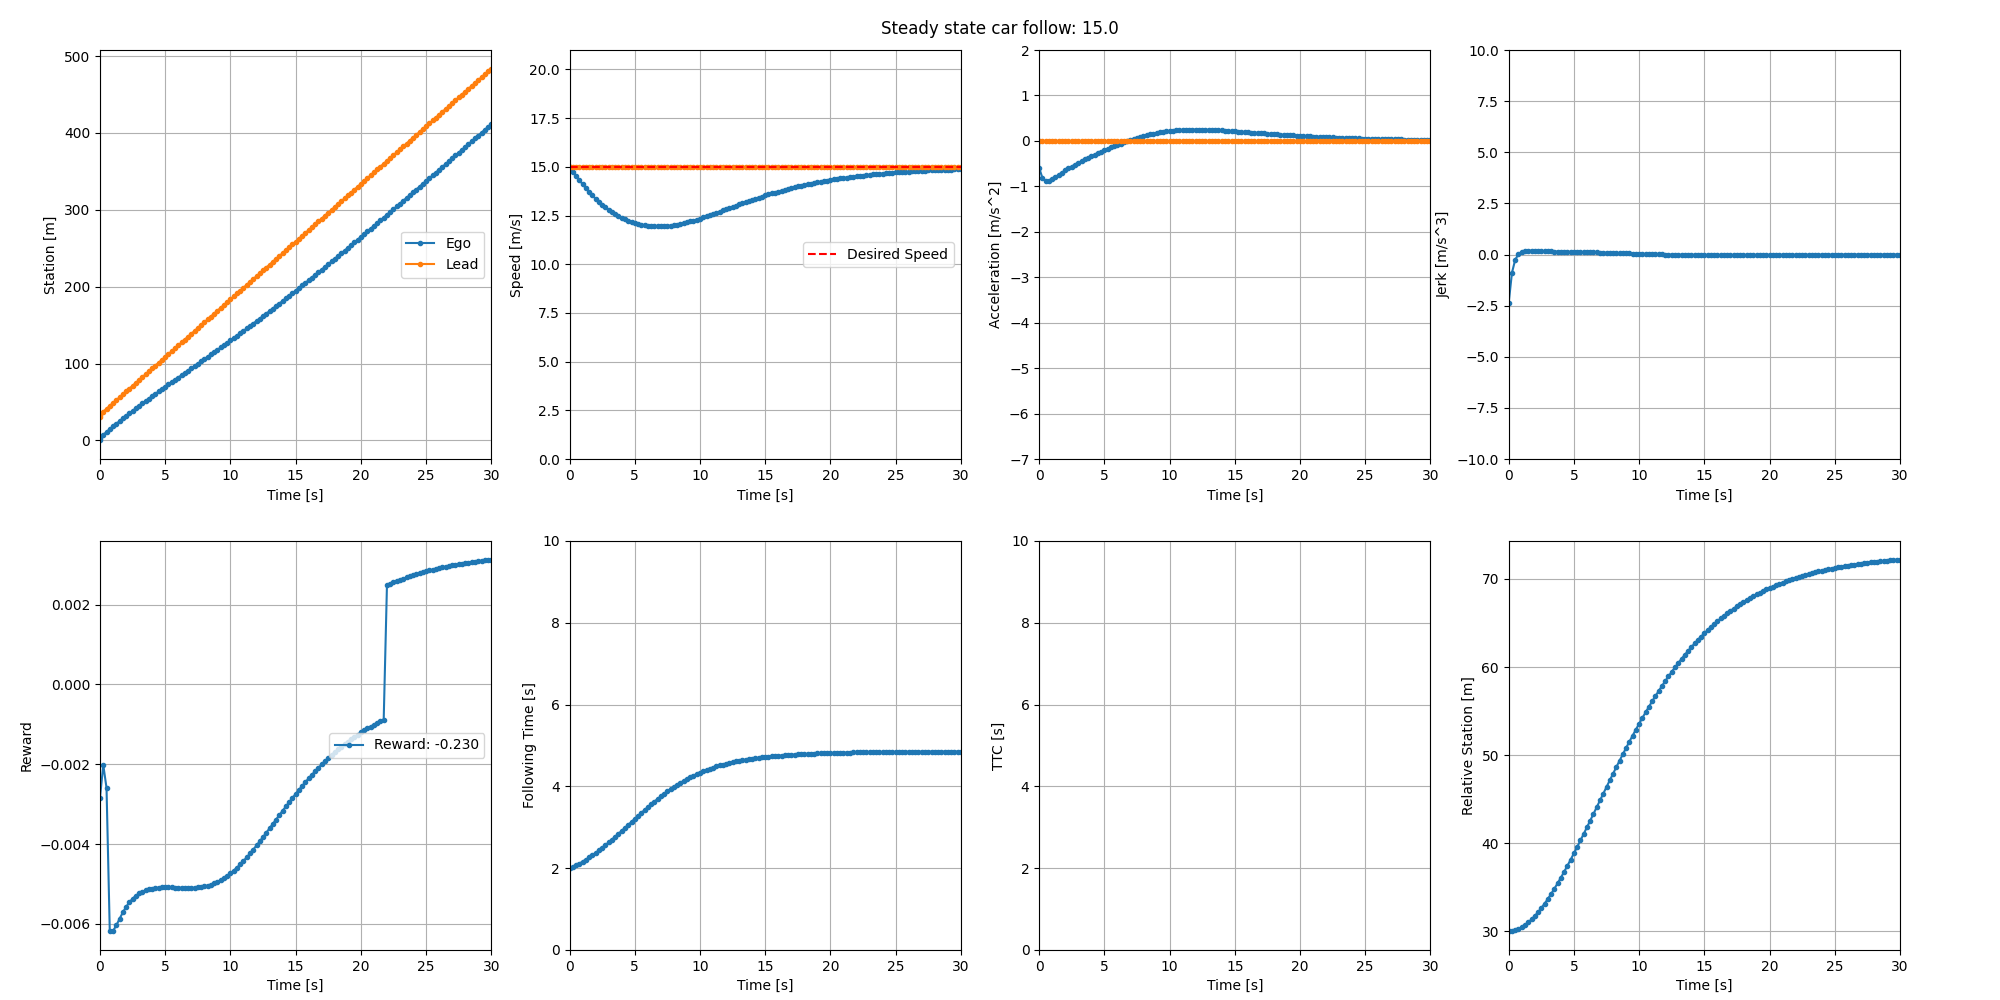 Steady state car follow: 15.0
Station [m]
500
400
300
200
100
0
Ego
Lead
0 5 10 15 20 25 30
Time [s]
Speed [m/s]
20.0
17.5
15.0
12.5
10.0
7.5
5.0
2.5
0.0
Desired Speed
0 5 10 15 20 25 30
Time [s]
Acceleration [m/s^2]
2
1
0
−1
−2
−3
−4
−5
−6
−7
0 5 10 15 20 25 30
Time [s]
Jerk [m/s^3]
10.0
7.5
5.0
2.5
0.0
−2.5
−5.0
−7.5
−10.0
0 5 10 15 20 25 30
Time [s]
Reward
0.002
0.000
−0.002
−0.004
−0.006
Reward: -0.230
0 5 10 15 20 25 30
Time [s]
Following Time [s]
10
8
6
4
2
0
0 5 10 15 20 25 30
Time [s]
TTC [s]
10
8
6
4
2
0
0 5 10 15 20 25 30
Time [s]
Relative Station [m]
70
60
50
40
30
0 5 10 15 20 25 30
Time [s]